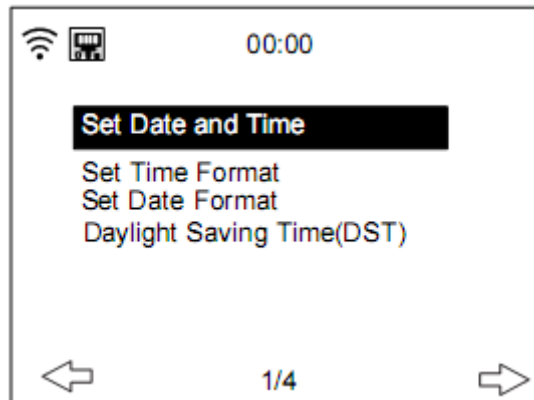 00:00
Set Date and Time
Set Time Format
Set Date Format
Daylight Saving Time(DST)
1/4